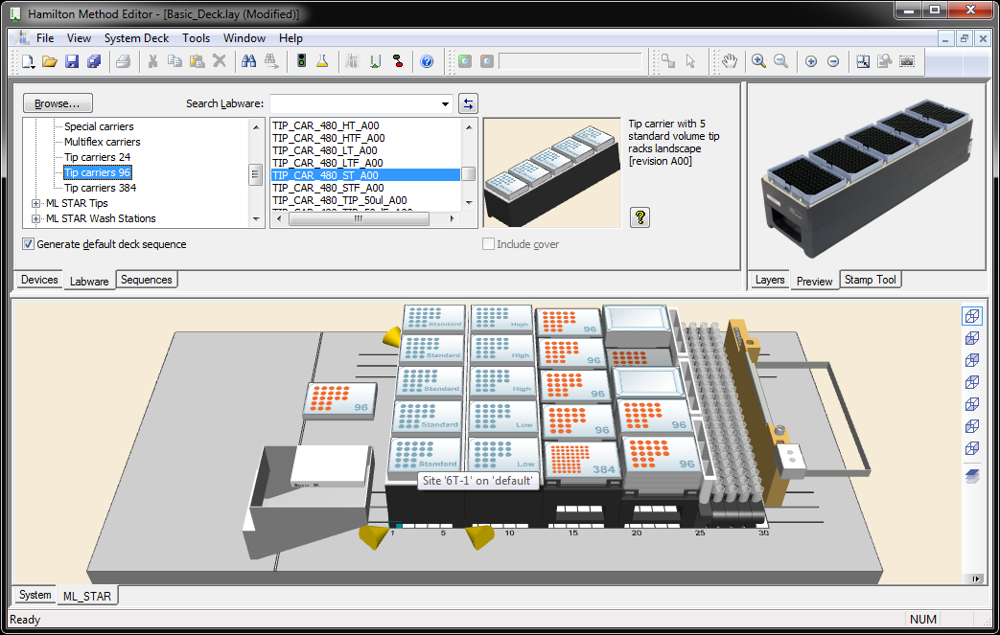 Hamilton Method Editor - [Basic_Deck.lay (Modified)]
File View System Deck Tools Window Help
Browse...
Search Labware:
Special carriers
Multiflex carriers
Tip carriers 24
Tip carriers 96
Tip carriers 384
ML STAR Tips
ML STAR Wash Stations
TIP_CAR_480_HT_A00
TIP_CAR_480_HTF_A00
TIP_CAR_480_LT_A00
TIP_CAR_480_LTF_A00
TIP_CAR_480_ST_A00
TIP_CAR_480_STF_A00
TIP_CAR_480_TIP_50ul_A00
Tip carrier with 5
standard volume tip
racks landscape
[revision A00]
Generate default deck sequence
Include cover
Devices Labware Sequences
Layers Preview Stamp Tool
Standard High 96
Standard High 96
96
Standard High 96
Standard Low 96 96
Standard Low 384 96
Site '6T-1' on 'default'
1 5 10 15 20 25 30
System ML_STAR
Ready NUM